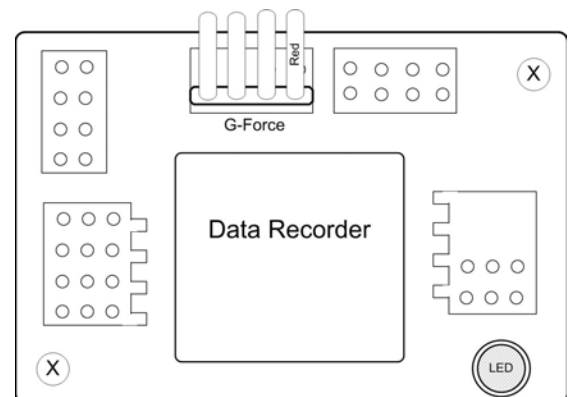 Red
X
G-Force
Data Recorder
X
LED